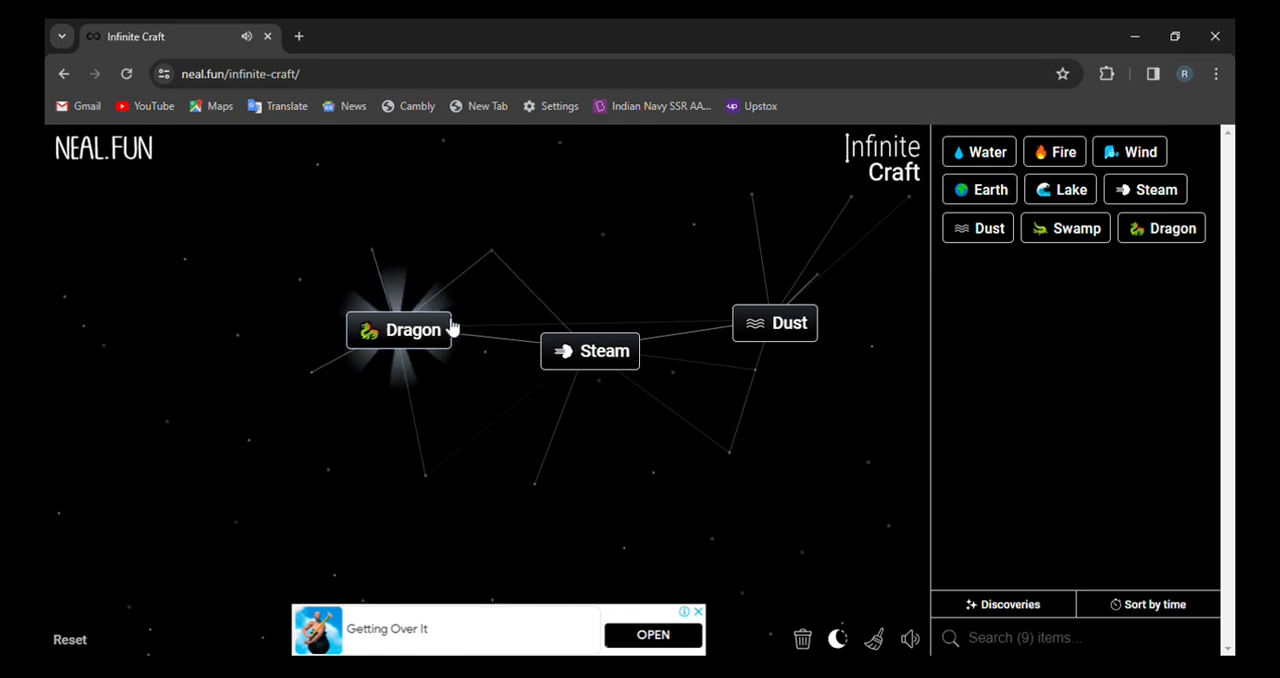 Infinite Craft
neal.fun/infinite-craft/
R
Gmail YouTube Maps Translate News Cambly New Tab Settings Indian Navy SSR AA... up Upstox
NEAL.FUN
Infinite
Craft
Water Fire Wind
Earth Lake Steam
Dust Swamp Dragon
Dragon
Steam
Dust
Discoveries Sort by time
Getting Over It
OPEN
Reset
Search (9) items...